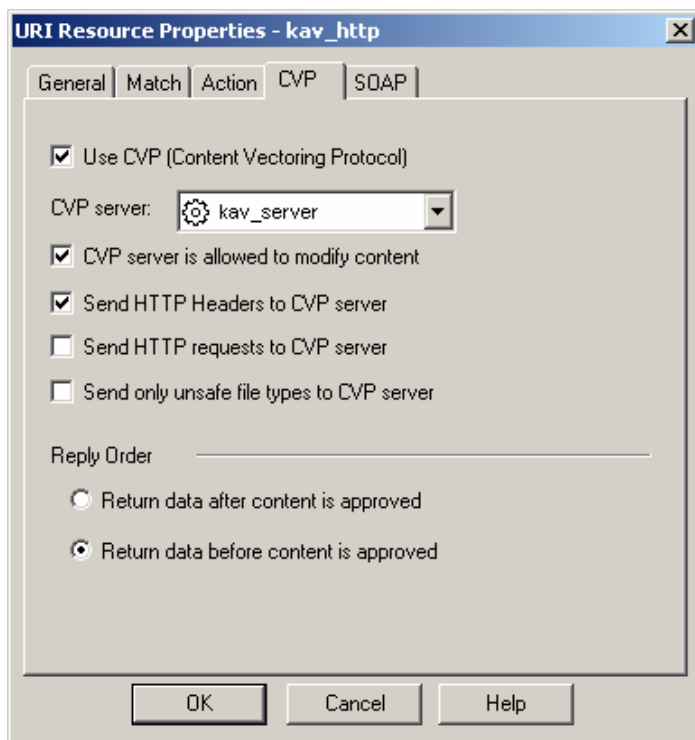 URI Resource Properties - kav_http
General Match Action CVP SOAP
Use CVP (Content Vectoring Protocol)
CVP server: kav_server
CVP server is allowed to modify content
Send HTTP Headers to CVP server
Send HTTP requests to CVP server
Send only unsafe file types to CVP server
Reply Order
Return data after content is approved
Return data before content is approved
OK Cancel Help